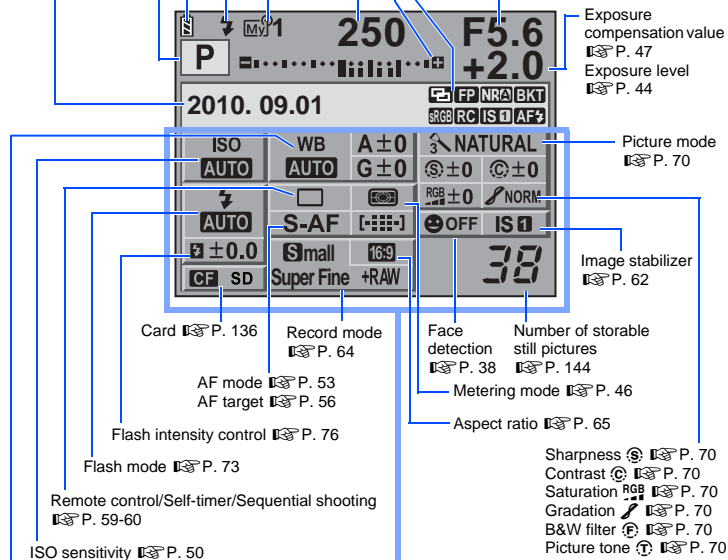 My 1 250 F5.6
P +2.0
2010. 09.01 FP NR BKT
sRGB RC IS 1 AF
ISO WB A±0 3 NATURAL
AUTO AUTO G±0 S±0 C±0
RGB ±0 NORM
AUTO S-AF OFF IS 1
±0.0 Small 16:9
CF SD Super Fine +RAW 38
Exposure
compensation value
P. 47
Exposure level
P. 44
Picture mode
P. 70
Image stabilizer
P. 62
Card P. 136
Record mode
P. 64
Face
detection
P. 38
Number of storable
still pictures
P. 144
AF mode P. 53
AF target P. 56
Metering mode P. 46
Aspect ratio P. 65
Flash intensity control P. 76
Flash mode P. 73
Remote control/Self-timer/Sequential shooting
P. 59-60
ISO sensitivity P. 50
Sharpness S P. 70
Contrast C P. 70
Saturation RGB P. 70
Gradation P. 70
B&W filter F P. 70
Picture tone T P. 70